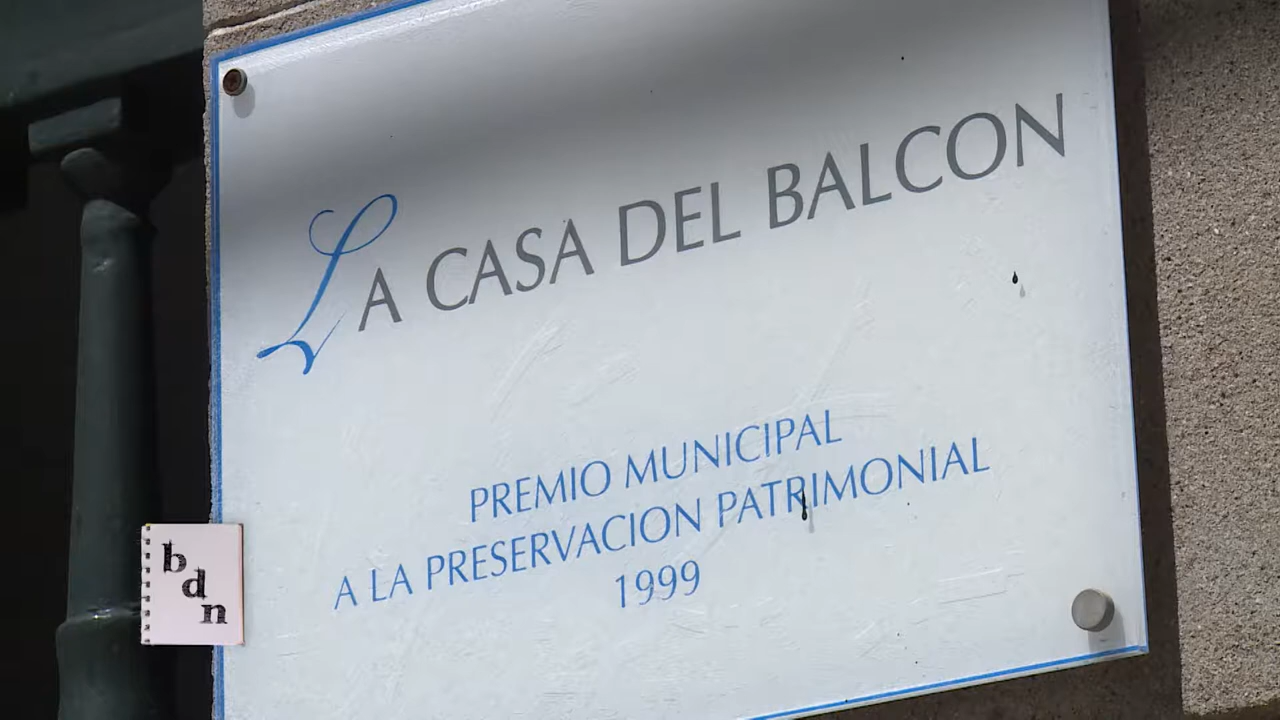 LA CASA DEL BALCON
PREMIO MUNICIPAL
A LA PRESERVACION PATRIMONIAL
1999
b
d
n